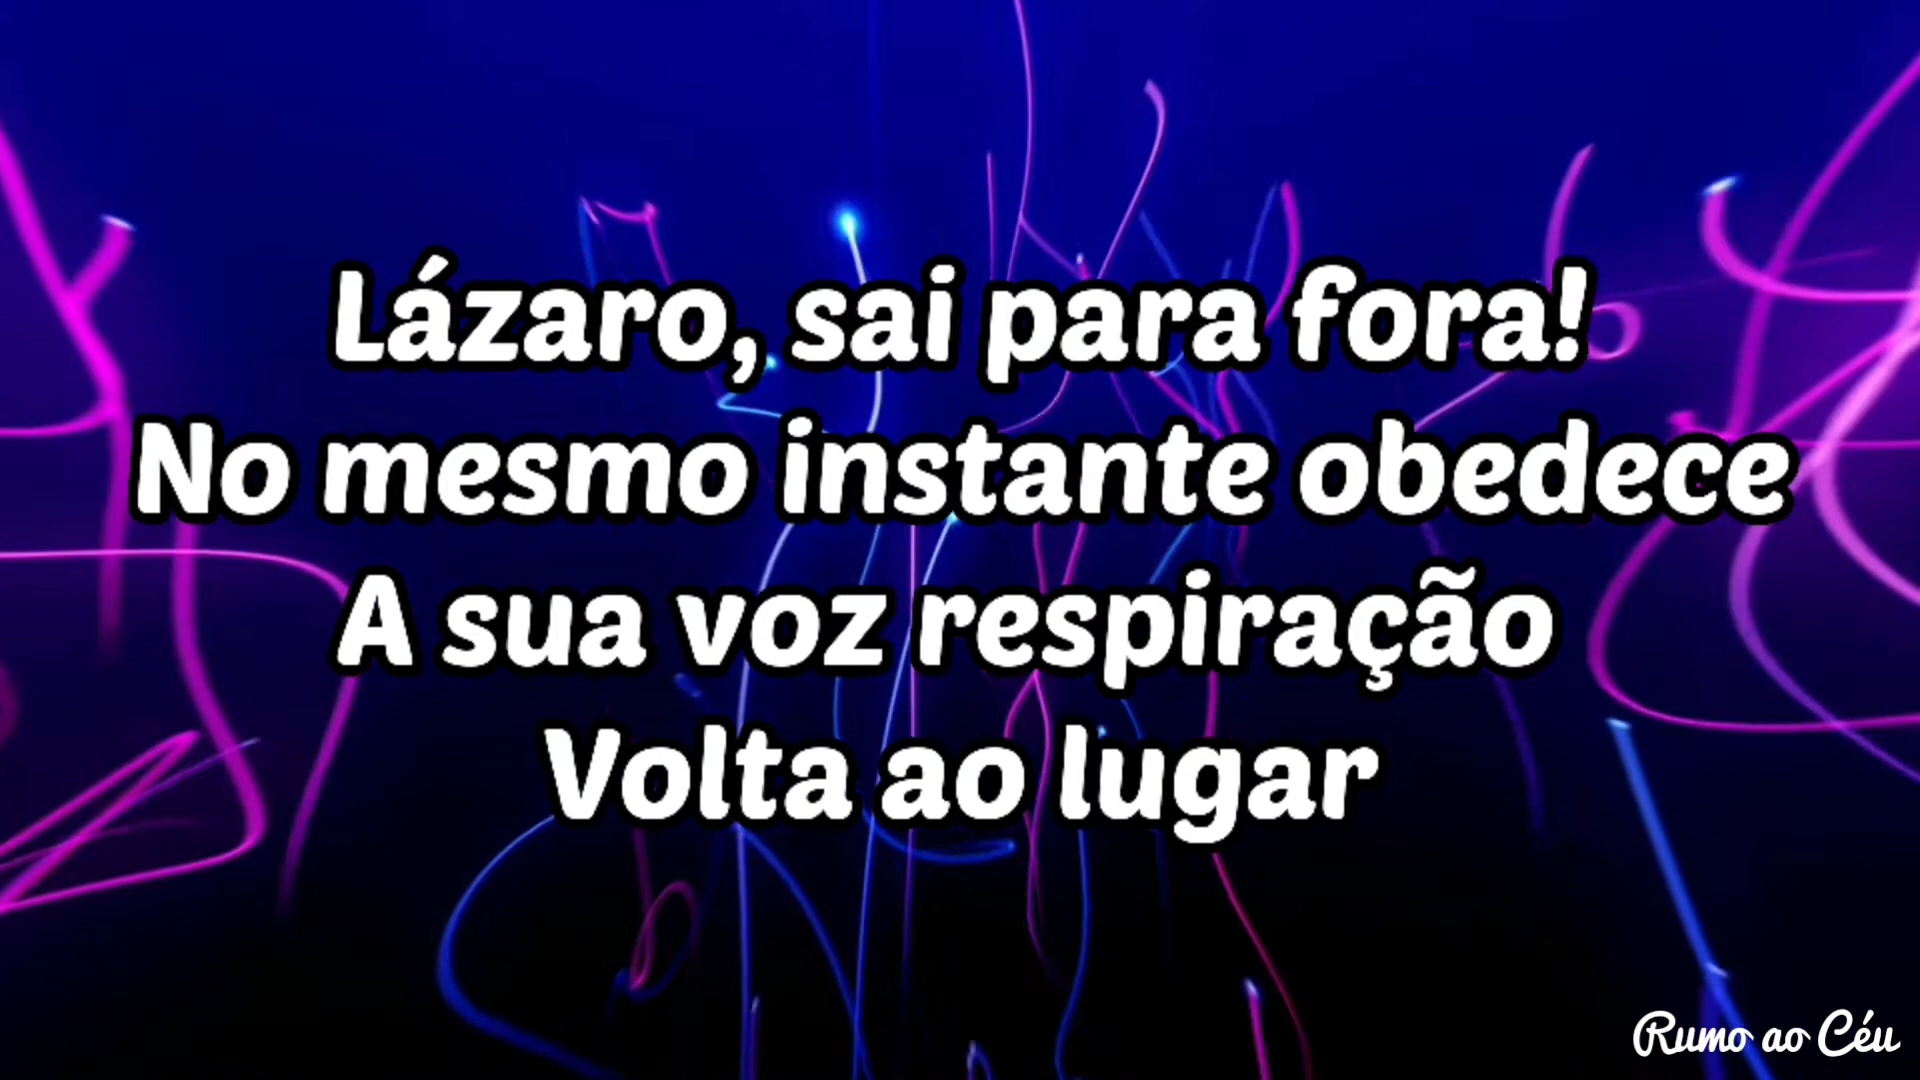 Lázaro, sai para fora!
No mesmo instante obedece
A sua voz respiração
Volta ao lugar
Rumo ao Céu